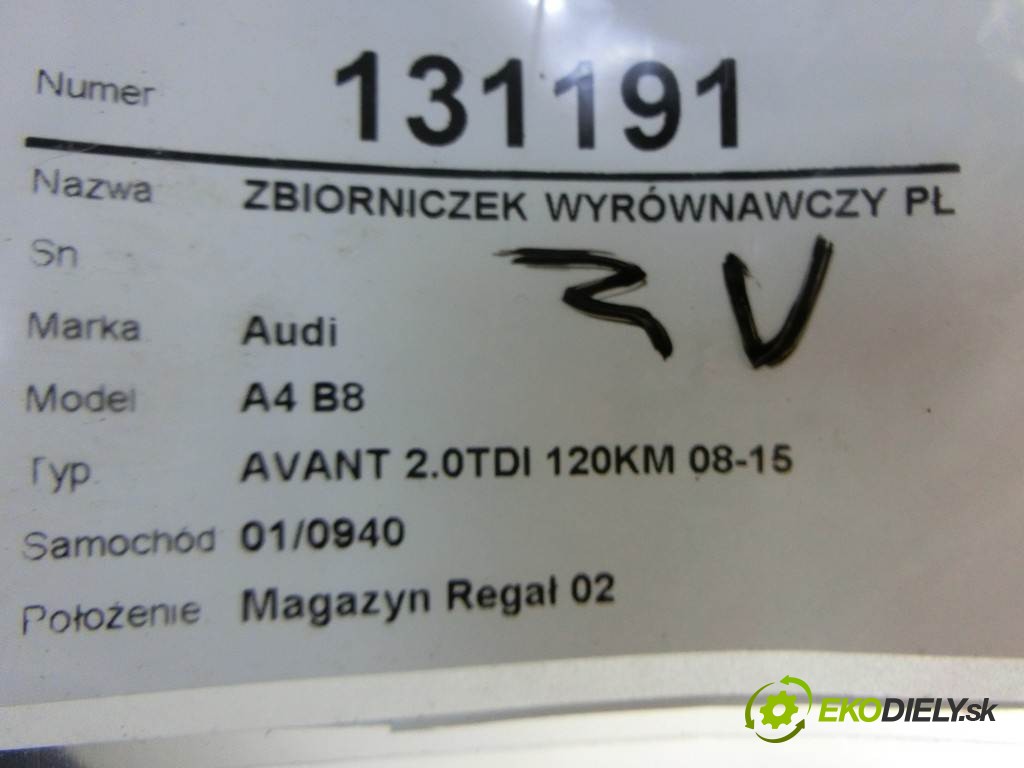 Numer 131191
Nazwa ZBIORNICZEK WYRÓWNAWCZY PŁ
Sn
Marka Audi
Model A4 B8
Typ. AVANT 2.0TDI 120KM 08-15
Samochód 01/0940
Położenie Magazyn Regał 02
EKODIELY.sk